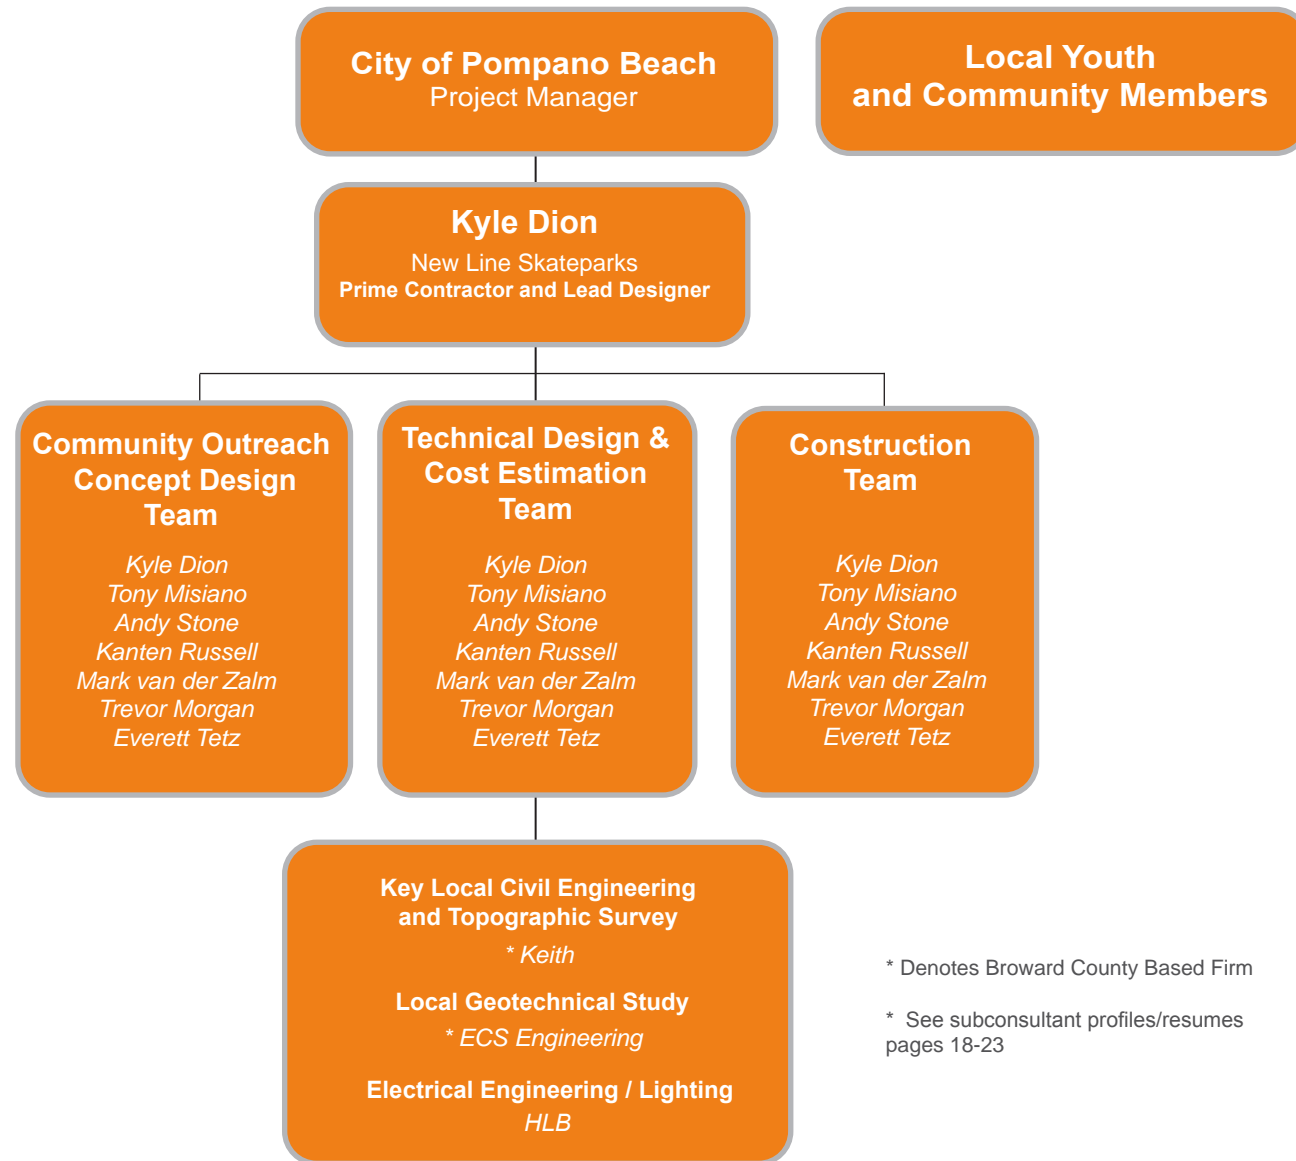 City of Pompano Beach
Project Manager
Local Youth
and Community Members
Kyle Dion
New Line Skateparks
Prime Contractor and Lead Designer
Community Outreach
Concept Design
Team
Kyle Dion
Tony Misiano
Andy Stone
Kanten Russell
Mark van der Zalm
Trevor Morgan
Everett Tetz
Technical Design &
Cost Estimation
Team
Kyle Dion
Tony Misiano
Andy Stone
Kanten Russell
Mark van der Zalm
Trevor Morgan
Everett Tetz
Construction
Team
Kyle Dion
Tony Misiano
Andy Stone
Kanten Russell
Mark van der Zalm
Trevor Morgan
Everett Tetz
Key Local Civil Engineering
and Topographic Survey
* Keith
Local Geotechnical Study
* ECS Engineering
Electrical Engineering / Lighting
HLB
* Denotes Broward County Based Firm
* See subconsultant profiles/resumes
pages 18-23